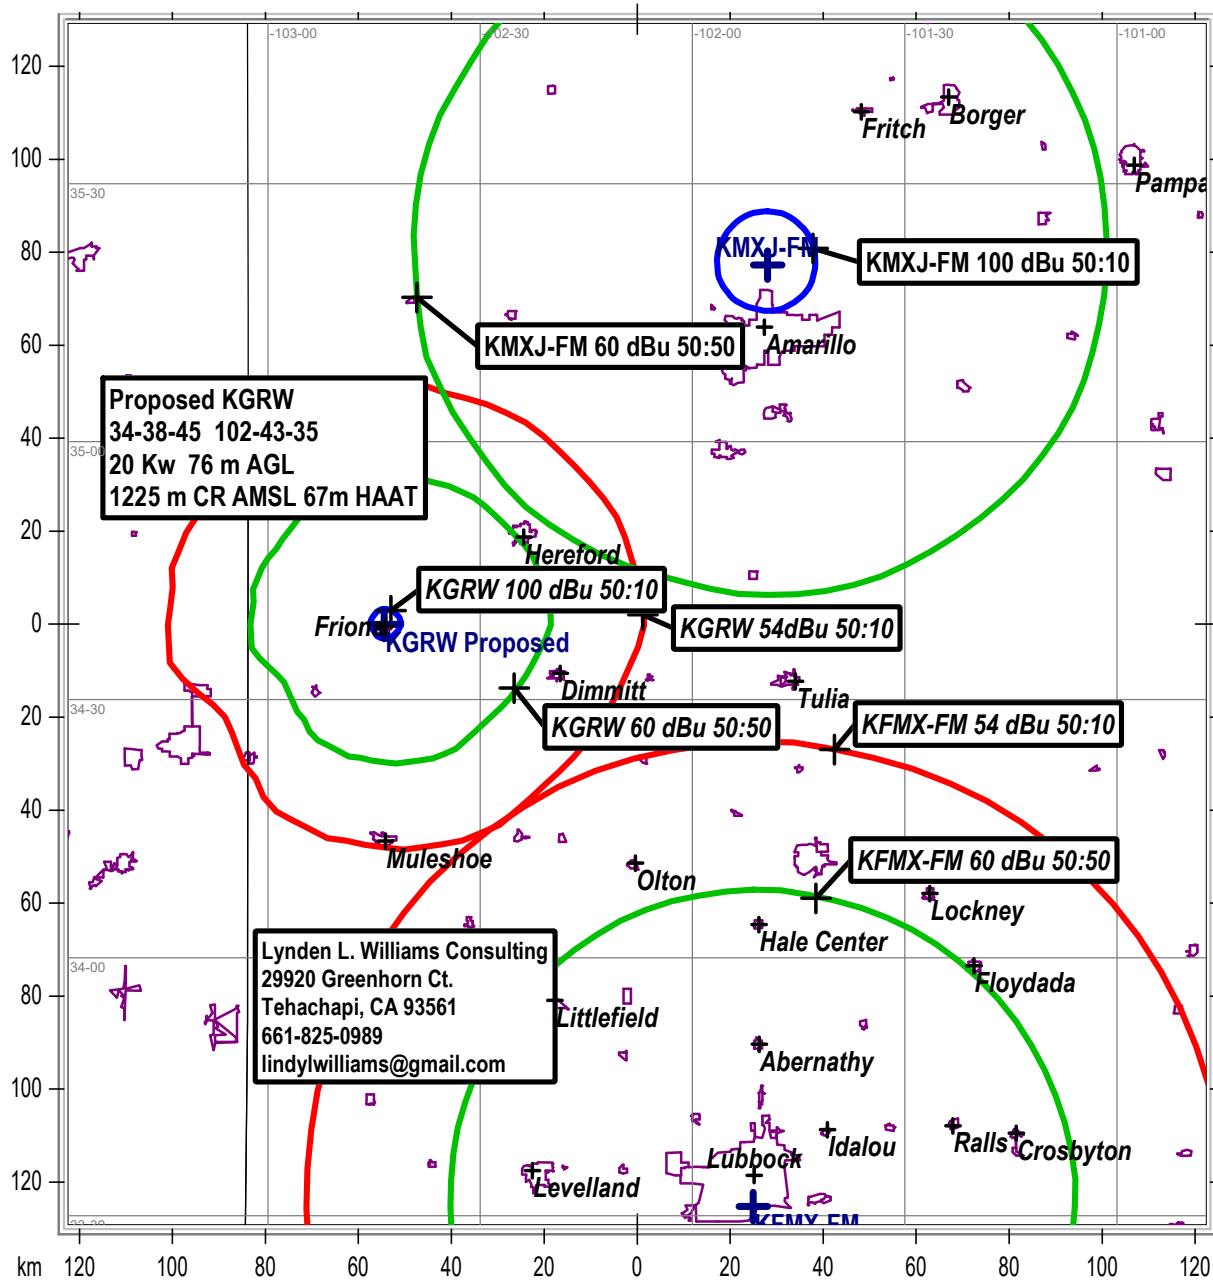 -103-00
-102-30
-102-00
-101-30
-101-00
120
Borger
Fritch
100
Pampa
35-30
80
KMXJ-FM
KMXJ-FM 100 dBu 50:10
60
KMXJ-FM 60 dBu 50:50
Amarillo
Proposed KGRW
34-38-45 102-43-35
20 Kw 76 m AGL
1225 m CR AMSL 67m HAAT
40
35-00
20
Hereford
KGRW 100 dBu 50:10
0
Friona
KGRW Proposed
KGRW 54dBu 50:10
Dimmitt
Tulia
34-30
20
KGRW 60 dBu 50:50
KFMX-FM 54 dBu 50:10
40
Muleshoe
Olton
KFMX-FM 60 dBu 50:50
60
Lockney
Hale Center
34-00
Floydada
Lynden L. Williams Consulting
29920 Greenhorn Ct.
Tehachapi, CA 93561
661-825-0989
lindylwilliams@gmail.com
80
Littlefield
Abernathy
100
Idalou
Ralls
Crosbyton
Lubbock
120
Levelland
KFMX-FM
km 120 100 80 60 40 20 0 20 40 60 80 100 120